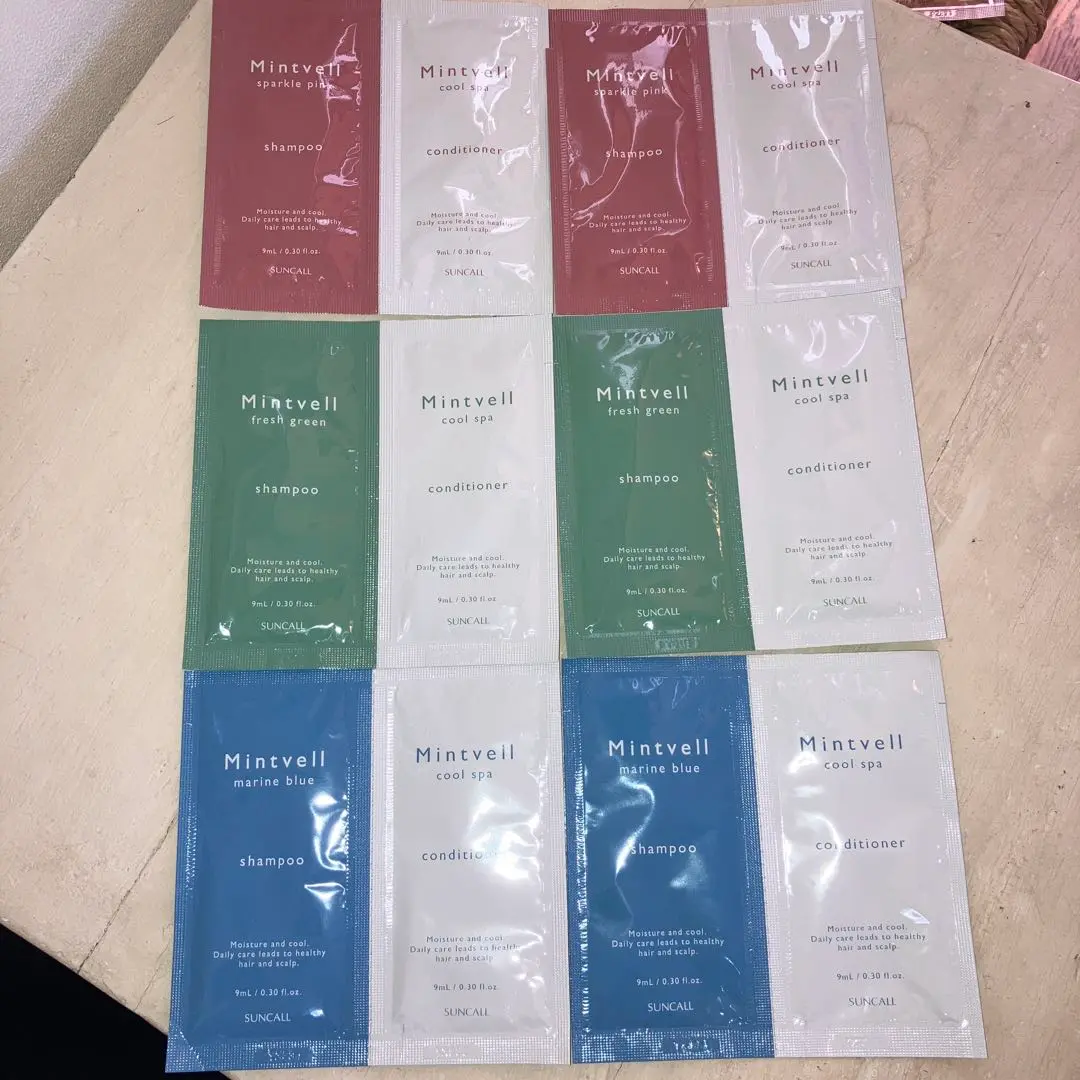 Mintvell
sparkle pink
shampoo
Moisture and cool.
Daily care leads to healthy
hair and scalp.
9mL / 0.30 fl.oz.
SUNCALL
Mintvell
cool spa
conditioner
Moisture and cool.
Daily care leads to healthy
hair and scalp.
9mL / 0.30 fl.oz.
SUNCALL
Mintvell
sparkle pink
shampoo
Moisture and cool.
Daily care leads to healthy
hair and scalp.
9mL / 0.30 fl.oz.
SUNCALL
Mintvell
cool spa
conditioner
Moisture and cool.
Daily care leads to healthy
hair and scalp.
9mL / 0.30 fl.oz.
SUNCALL
Mintvell
fresh green
shampoo
Moisture and cool.
Daily care leads to healthy
hair and scalp.
9mL / 0.30 fl.oz.
SUNCALL
Mintvell
cool spa
conditioner
Moisture and cool.
Daily care leads to healthy
hair and scalp.
9mL / 0.30 fl.oz
SUNCALL
Mintvell
fresh green
shampoo
Moisture and cool.
Daily care leads to healthy
hair and scalp.
9mL / 0.30 fl.oz.
SUNCALL
Mintvell
cool spa
conditioner
Moisture and cool.
Daily care leads to healthy
hair and scalp.
9mL / 0.30 fl.oz.
SUNCALL
Mintvell
marine blue
shampoo
Moisture and cool.
Daily care leads to healthy
hair and scalp.
9mL / 0.30 fl.oz.
SUNCALL
Mintvell
cool spa
conditioner
Moisture and cool.
Daily care leads to healthy
hair and scalp.
9mL / 0.30 fl.oz.
SUNCALL
Mintvell
marine blue
shampoo
Moisture and cool.
Daily care leads to healthy
hair and scalp.
9mL / 0.30 fl.oz.
SUNCALL
Mintvell
cool spa
conditioner
Moisture and cool.
Daily care leads to healthy
hair and scalp.
9mL / 0.30 fl.oz.
SUNCALL